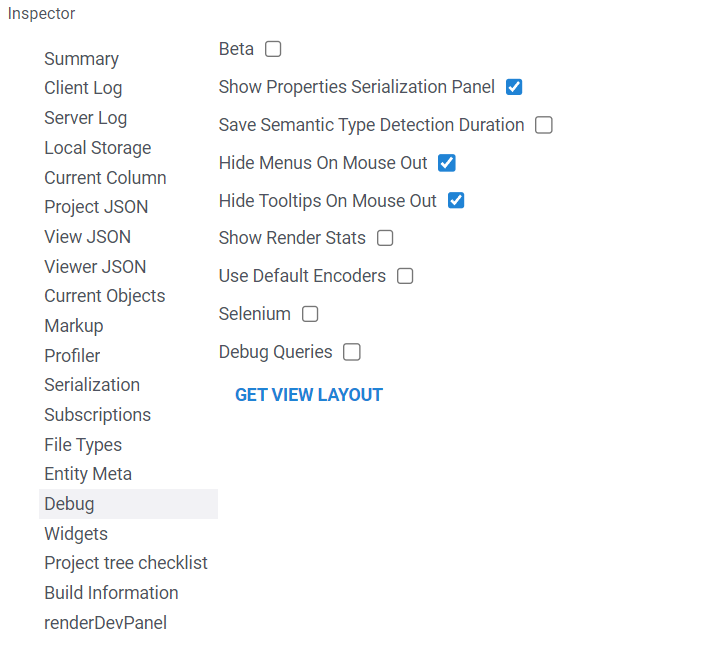 Inspector
Summary
Client Log
Server Log
Local Storage
Current Column
Project JSON
View JSON
Viewer JSON
Current Objects
Markup
Profiler
Serialization
Subscriptions
File Types
Entity Meta
Debug
Widgets
Project tree checklist
Build Information
renderDevPanel
Beta
Show Properties Serialization Panel
Save Semantic Type Detection Duration
Hide Menus On Mouse Out
Hide Tooltips On Mouse Out
Show Render Stats
Use Default Encoders
Selenium
Debug Queries
GET VIEW LAYOUT